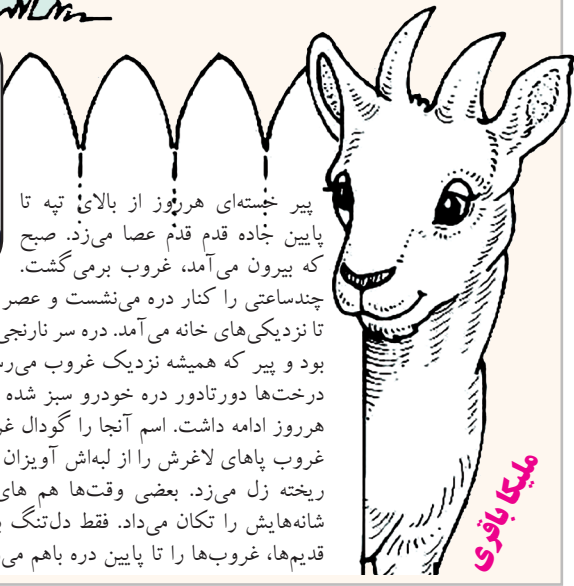 پیر خسته‌ای هرروز از بالای تپه تا
پایین جاده قدم قدم عصا می‌زد. صبح
که بیرون می‌آمد، غروب برمی‌گشت.
چندساعتی را کنار دره می‌نشست و عصر
تا نزدیکی‌های خانه می‌آمد. دره سر نارنجی
بود و پیر که همیشه نزدیک غروب
درخت‌ها دورتادور دره خودرو سبز شده
هرروز ادامه داشت. اسم آنجا را گودال
غروب پاهای لاغرش را از لبه‌اش آویزان
ریخته زل می‌زد. بعضی وقت‌ها هم های
شانه‌هایش را تکان می‌داد. فقط دل‌تنگ
قدیم‌ها، غروب‌ها را تا پایین دره باهم
ملیکا باقری